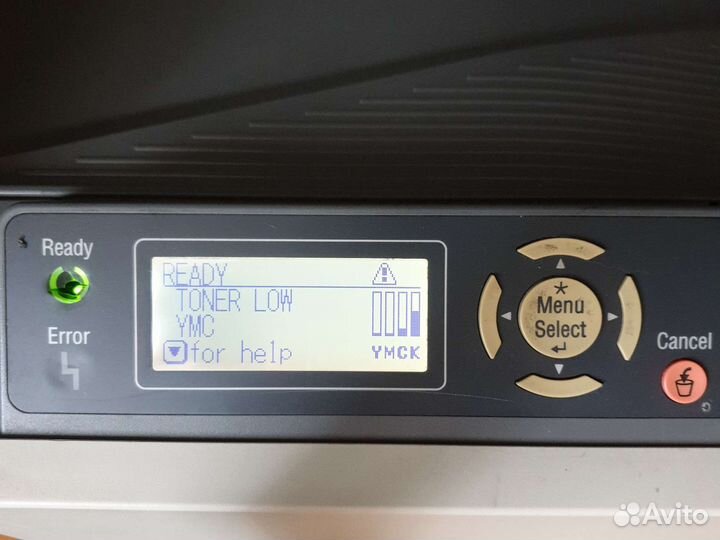 Ready
Error
READY
TONER LOW
YMC
for help
YMCK
*
Menu
Select
Cancel
Avito